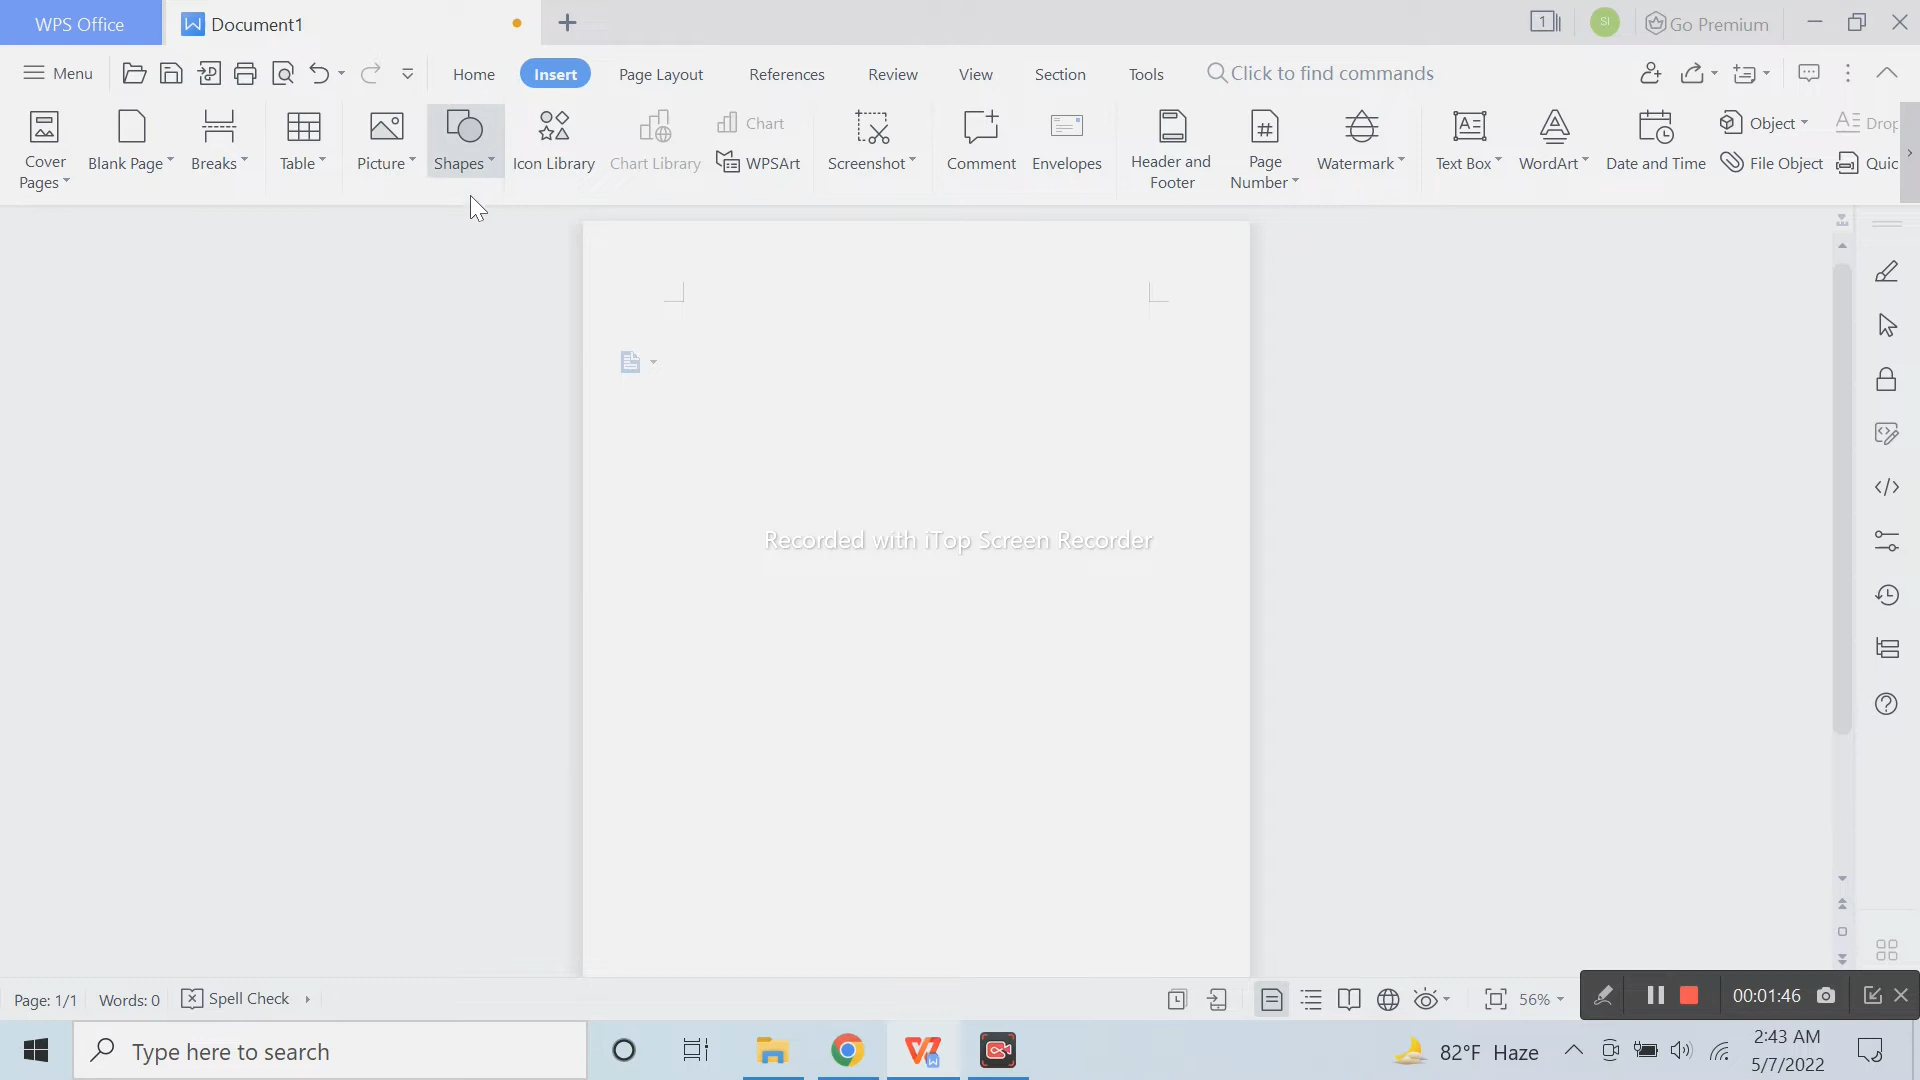 WPS Office
Document1
1
SI
Go Premium
Menu
Home
Insert
Page Layout
References
Review
View
Section
Tools
Click to find commands
Cover
Pages
Blank Page
Breaks
Table
Picture
Shapes
Icon Library
Chart Library
Chart
WPSArt
Screenshot
Comment
Envelopes
Header and
Footer
Page
Number
Watermark
Text Box
WordArt
Date and Time
Object
File Object
Drop
Quic
Recorded with iTop Screen Recorder
Page: 1/1
Words: 0
Spell Check
56%
00:01:46
Type here to search
82°F Haze
2:43 AM
5/7/2022